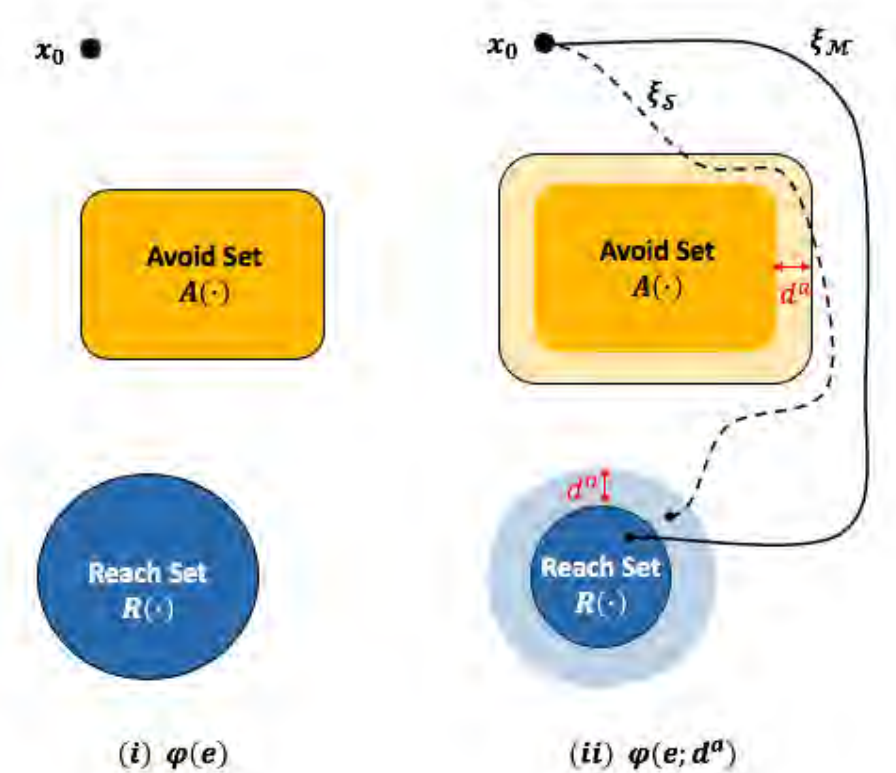 x₀
Avoid Set
A(·)
Reach Set
R(·)
(i) φ(e)
x₀
ξ_ℳ
ξ_𝒮
Avoid Set
A(·)
dᵃ
dᵃ
Reach Set
R(·)
(ii) φ(e; dᵃ)